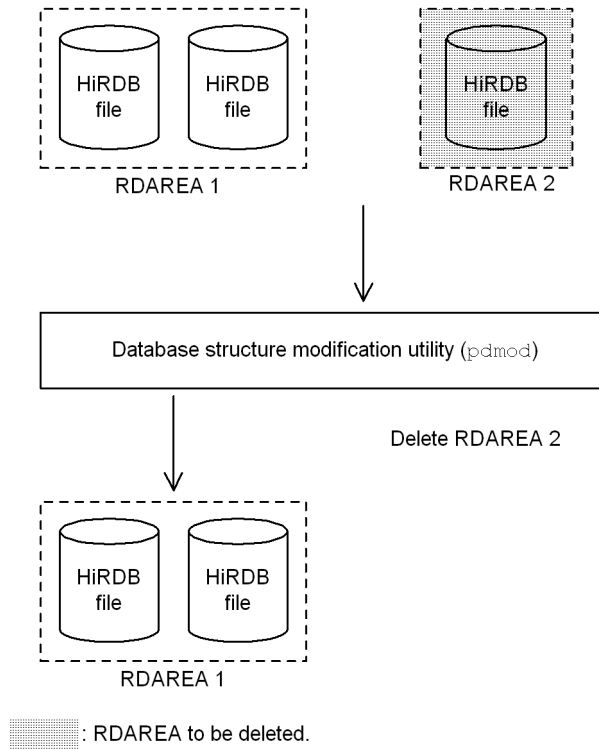 HiRDB
file
HiRDB
file
HiRDB
file
RDAREA 1
RDAREA 2
Database structure modification utility (pdmod)
Delete RDAREA 2
HiRDB
file
HiRDB
file
RDAREA 1
: RDAREA to be deleted.